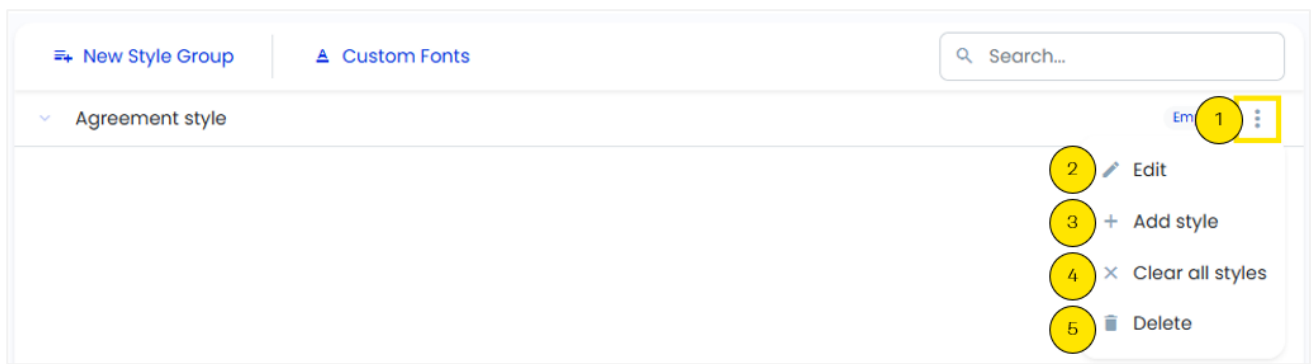 New Style Group
Custom Fonts
Search...
Agreement style
Em
1
2 Edit
3 Add style
4 Clear all styles
5 Delete